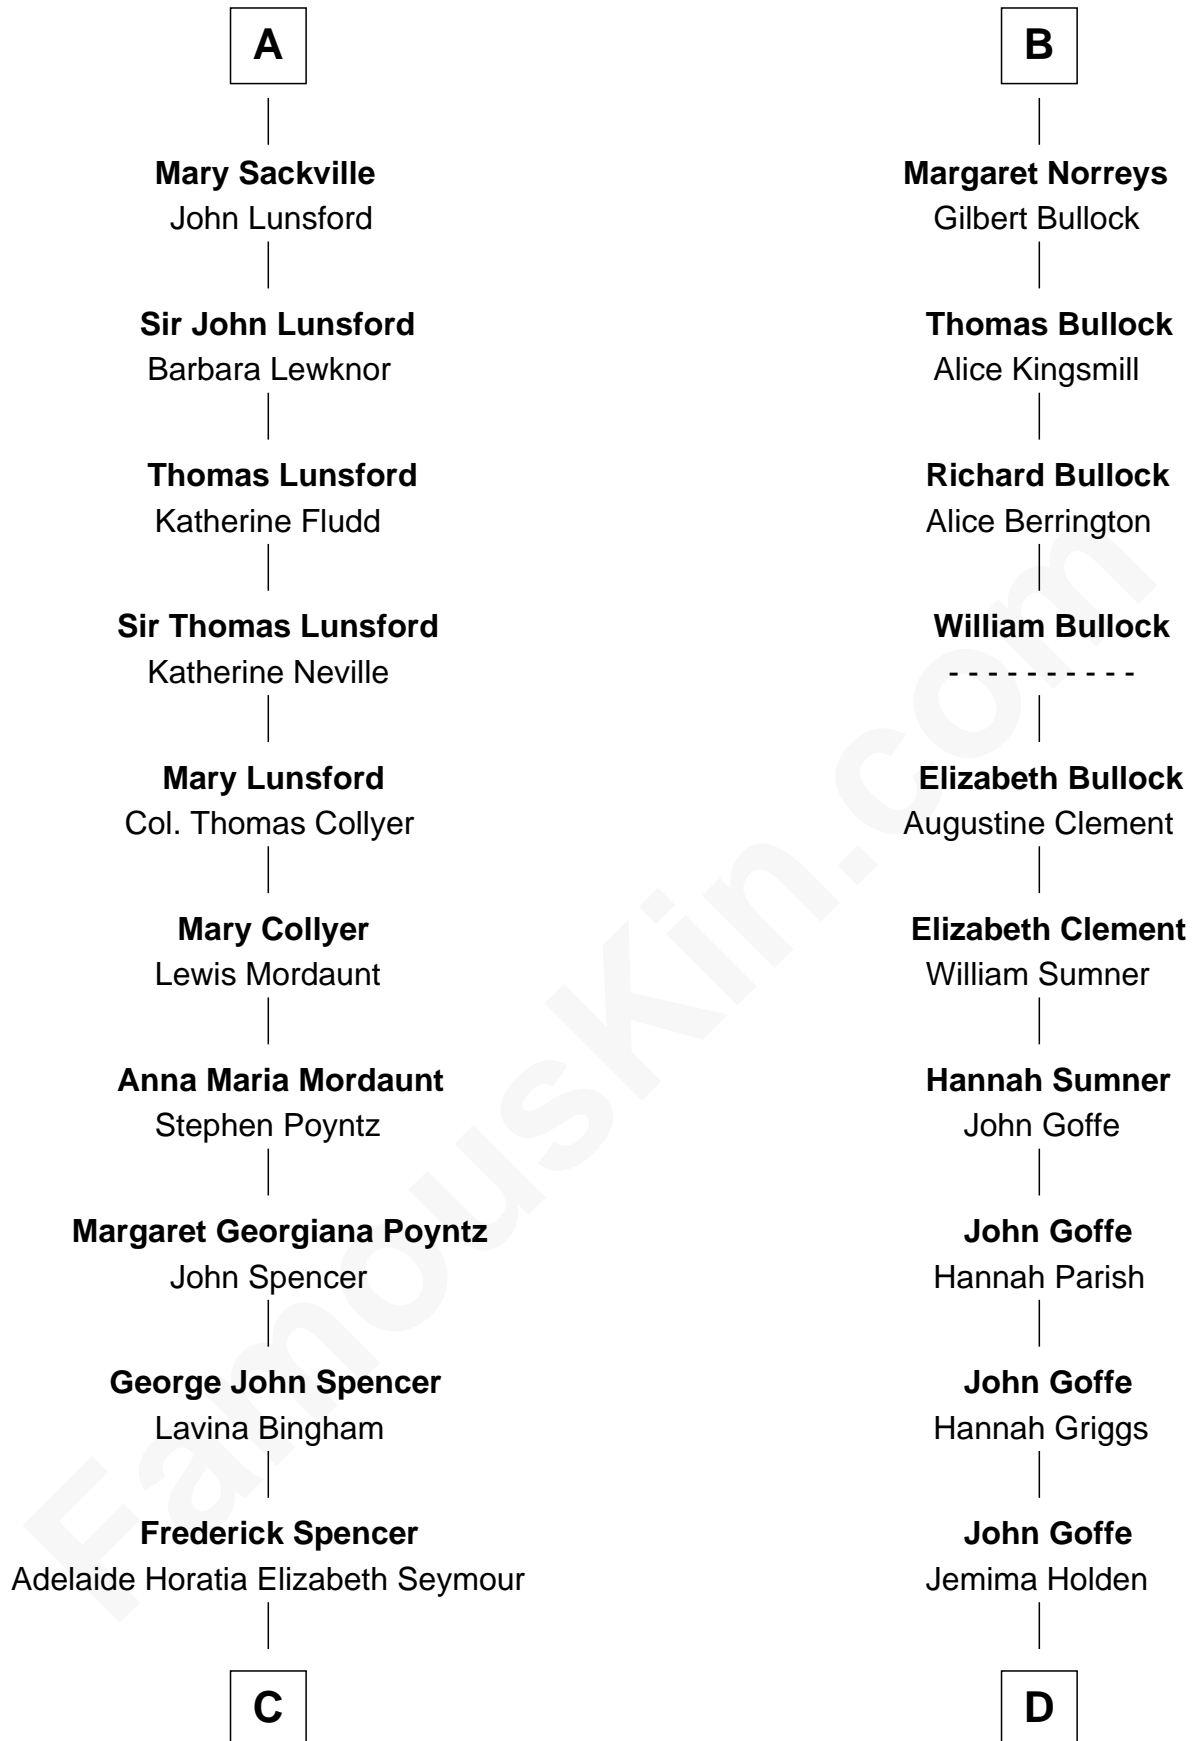 A
Mary Sackville
John Lunsford
Sir John Lunsford
Barbara Lewknor
Thomas Lunsford
Katherine Fludd
Sir Thomas Lunsford
Katherine Neville
Mary Lunsford
Col. Thomas Collyer
Mary Collyer
Lewis Mordaunt
Anna Maria Mordaunt
Stephen Poyntz
Margaret Georgiana Poyntz
John Spencer
George John Spencer
Lavina Bingham
Frederick Spencer
Adelaide Horatia Elizabeth Seymour
C
B
Margaret Norreys
Gilbert Bullock
Thomas Bullock
Alice Kingsmill
Richard Bullock
Alice Berrington
William Bullock
- - - - - - - - - -
Elizabeth Bullock
Augustine Clement
Elizabeth Clement
William Sumner
Hannah Sumner
John Goffe
John Goffe
Hannah Parish
John Goffe
Hannah Griggs
John Goffe
Jemima Holden
D
FamousKin.com